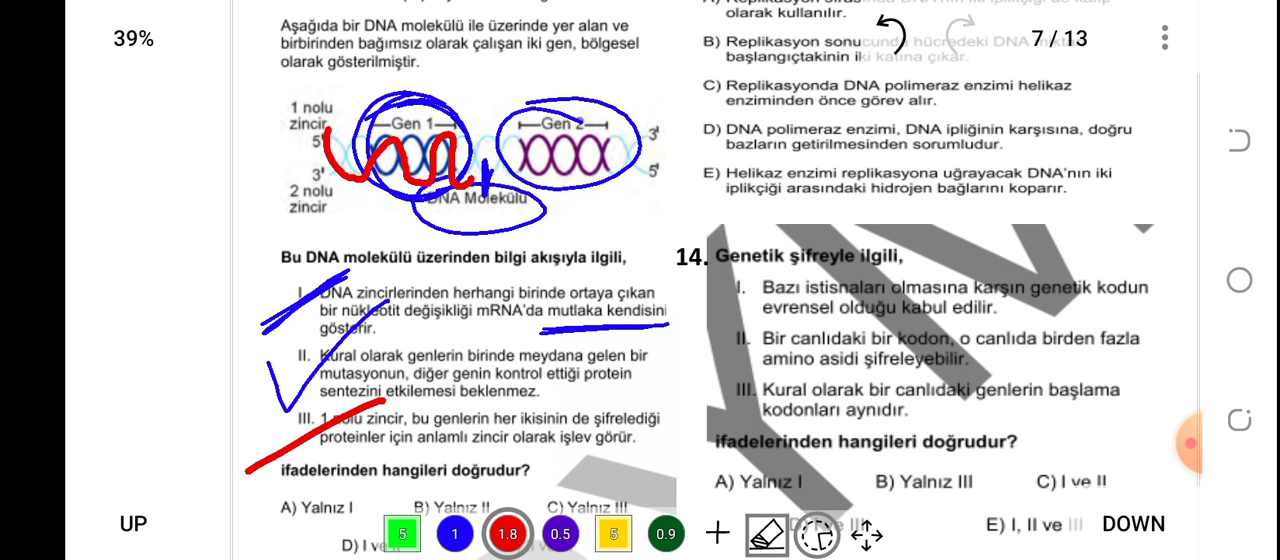 39%
Aşağıda bir DNA molekülü ile üzerinde yer alan ve
birbirinden bağımsız olarak çalışan iki gen, bölgesel
olarak gösterilmiştir.
1 nolu
zincir
5'
3'
2 nolu
zincir
Gen 1
Gen 2
3'
5'
DNA Molekülü
Bu DNA molekülü üzerinden bilgi akışıyla ilgili,
I. DNA zincirlerinden herhangi birinde ortaya çıkan
bir nükleotit değişikliği mRNA'da mutlaka kendisini
gösterir.
II. Kural olarak genlerin birinde meydana gelen bir
mutasyonun, diğer genin kontrol ettiği protein
sentezini etkilemesi beklenmez.
III. 1 nolu zincir, bu genlerin her ikisinin de şifrelediği
proteinler için anlamlı zincir olarak işlev görür.
ifadelerinden hangileri doğrudur?
A) Yalnız I B) Yalnız II C) Yalnız III
D) I ve
olarak kullanılır.
B) Replikasyon sonucunda hücredeki DNA
başlangıçtakinin iki katına çıkar.
C) Replikasyonda DNA polimeraz enzimi helikaz
enziminden önce görev alır.
D) DNA polimeraz enzimi, DNA ipliğinin karşısına, doğru
bazların getirilmesinden sorumludur.
E) Helikaz enzimi replikasyona uğrayacak DNA'nın iki
iplikçiği arasındaki hidrojen bağlarını koparır.
7 / 13
14. Genetik şifreyle ilgili,
I. Bazı istisnaları olmasına karşın genetik kodun
evrensel olduğu kabul edilir.
II. Bir canlıdaki bir kodon, o canlıda birden fazla
amino asidi şifreleyebilir.
III. Kural olarak bir canlıdaki genlerin başlama
kodonları aynıdır.
ifadelerinden hangileri doğrudur?
A) Yalnız I B) Yalnız III C) I ve II
E) I, II ve III
UP
5 1 1.8 0.5 5 0.9
DOWN